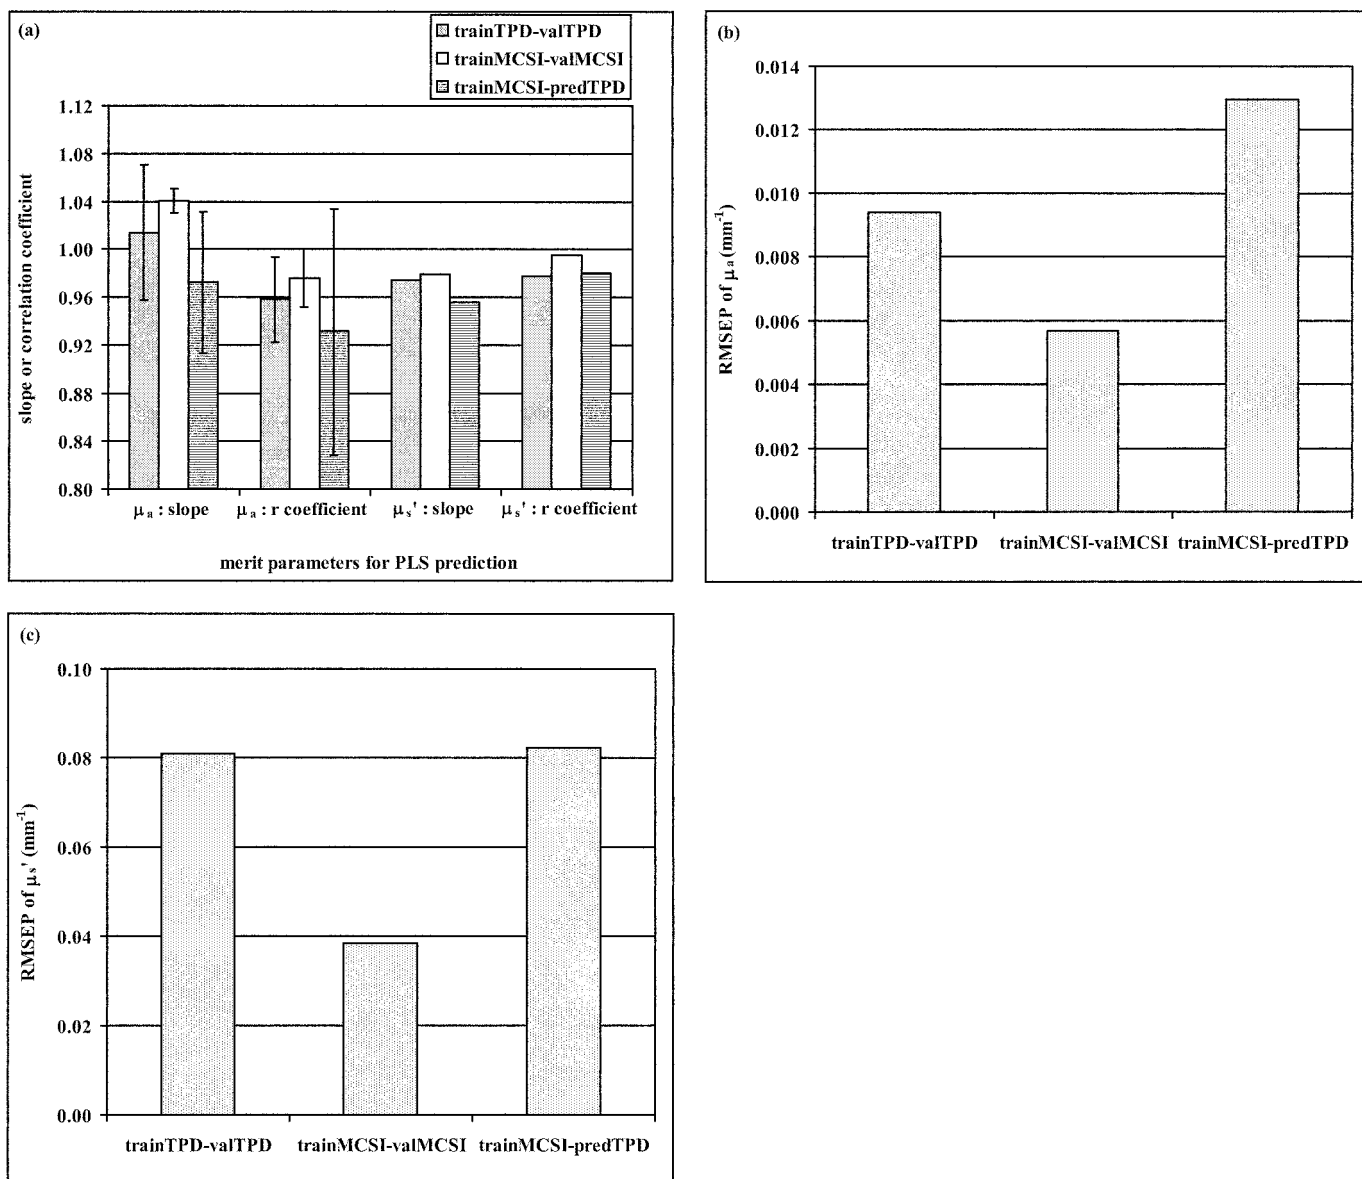 (a)
trainTPD-valTPD
trainMCSI-valMCSI
trainMCSI-predTPD
1.12
1.08
1.04
1.00
0.96
0.92
0.88
0.84
0.80
slope or correlation coefficient
μa : slope
μa : r coefficient
μs' : slope
μs' : r coefficient
merit parameters for PLS prediction
(b)
0.014
0.012
0.010
0.008
0.006
0.004
0.002
0.000
RMSEP of μa (mm-1)
trainTPD-valTPD
trainMCSI-valMCSI
trainMCSI-predTPD
(c)
0.10
0.08
0.06
0.04
0.02
0.00
RMSEP of μs' (mm-1)
trainTPD-valTPD
trainMCSI-valMCSI
trainMCSI-predTPD